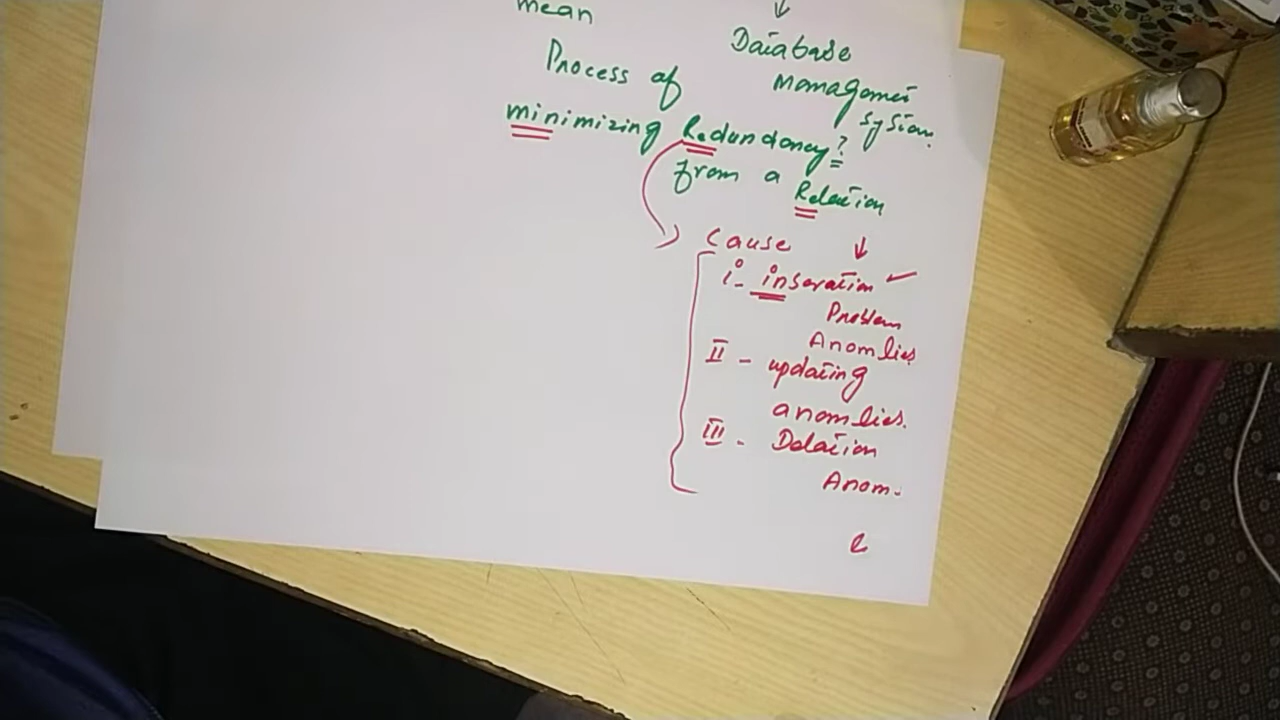 mean
Database
Process of
management
system.
minimizing Redundancy?
from a Relation
Cause
i- inseration
Problem
Anomlies
II - updating
anomlies.
III - Delation
Anom.
e